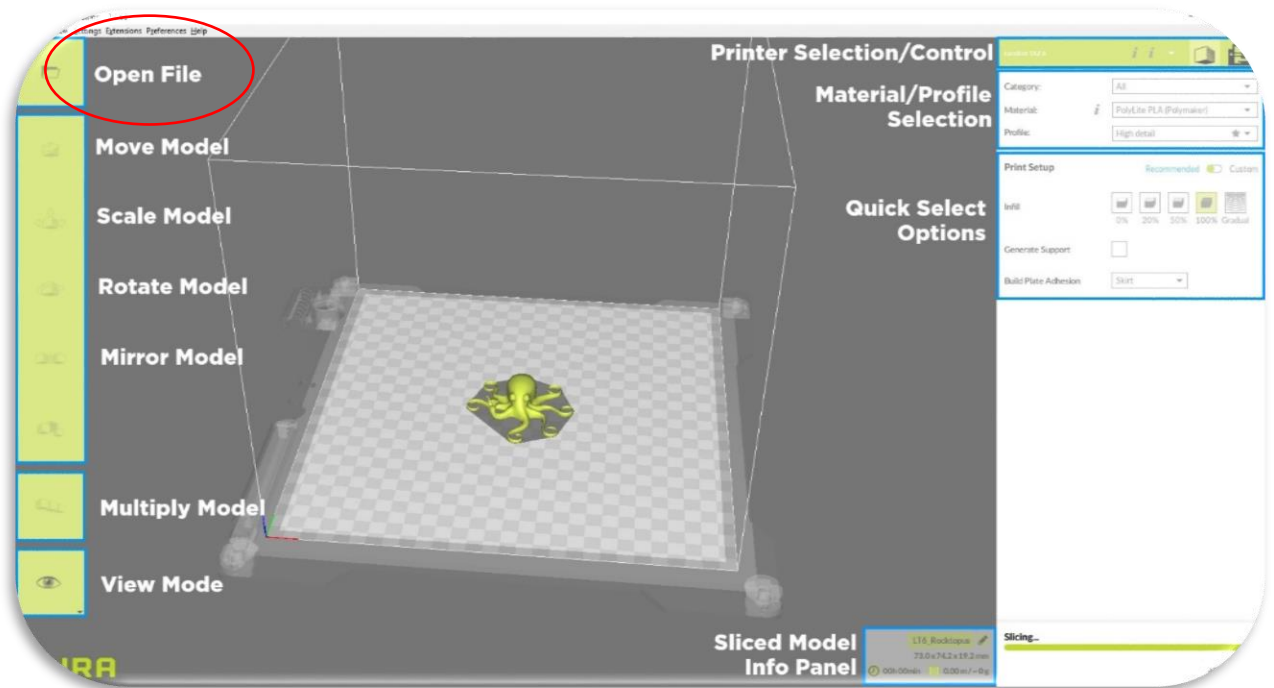 Settings Extensions Preferences Help
Open File
Move Model
Scale Model
Rotate Model
Mirror Model
Multiply Model
View Mode
Printer Selection/Control
Material/Profile
Selection
Quick Select
Options
Category: All
Material: i PolyLite PLA (Polymaker)
Profile: High detail
Print Setup Recommended Custom
Infill
0% 20% 50% 100% Gradual
Generate Support
Build Plate Adhesion Skirt
Sliced Model
Info Panel
LT6_Rocktopus
73.0 x 74.2 x 19.2 mm
00h 00min 0.00 m / ~ 0 g
Slicing...